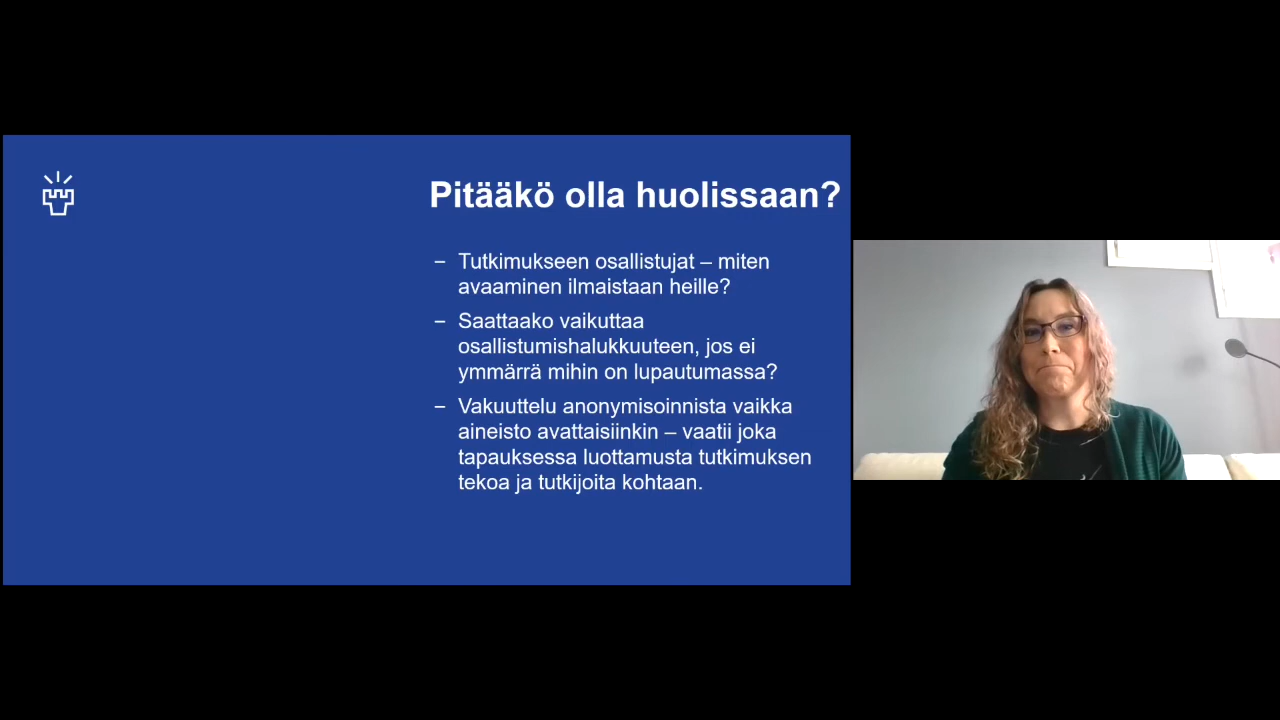 Pitääkö olla huolissaan?
– Tutkimukseen osallistujat – miten
avaaminen ilmaistaan heille?
– Saattaako vaikuttaa
osallistumishalukkuuteen, jos ei
ymmärrä mihin on lupautumassa?
– Vakuuttelu anonymisoinnista vaikka
aineisto avattaisiinkin – vaatii joka
tapauksessa luottamusta tutkimuksen
tekoa ja tutkijoita kohtaan.